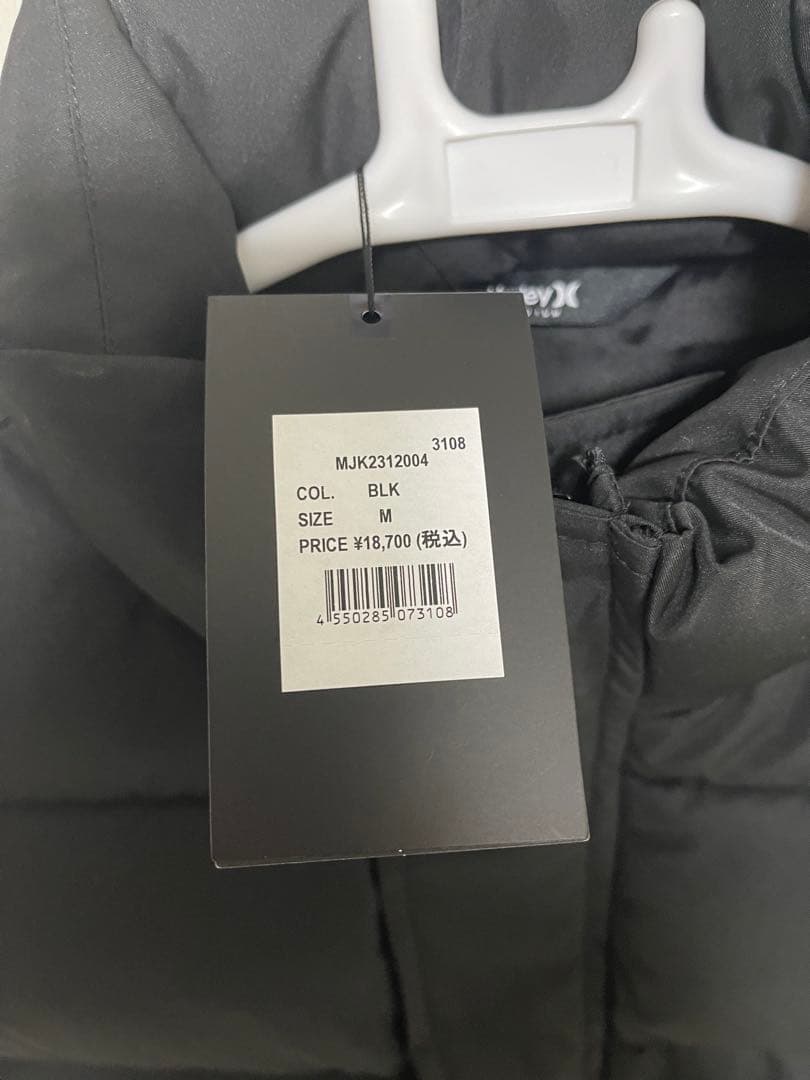 3108
MJK2312004
COL. BLK
SIZE M
PRICE ¥18,700 (税込)
4 550285 073108